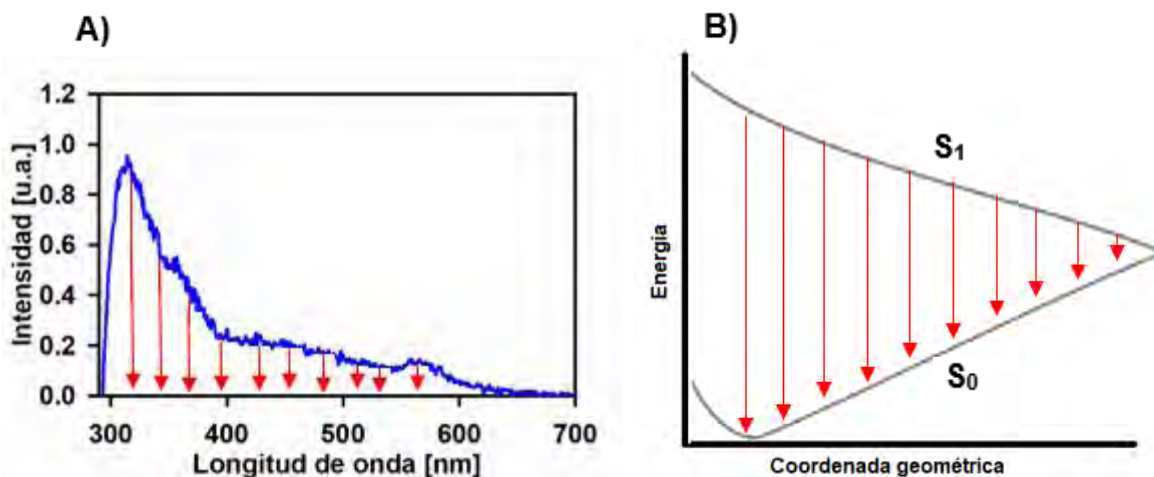 A)
1.2
1.0
0.8
0.6
0.4
0.2
0.0
Intensidad [u.a.]
300 400 500 600 700
Longitud de onda [nm]
B)
S1
S0
Energía
Coordenada geométrica